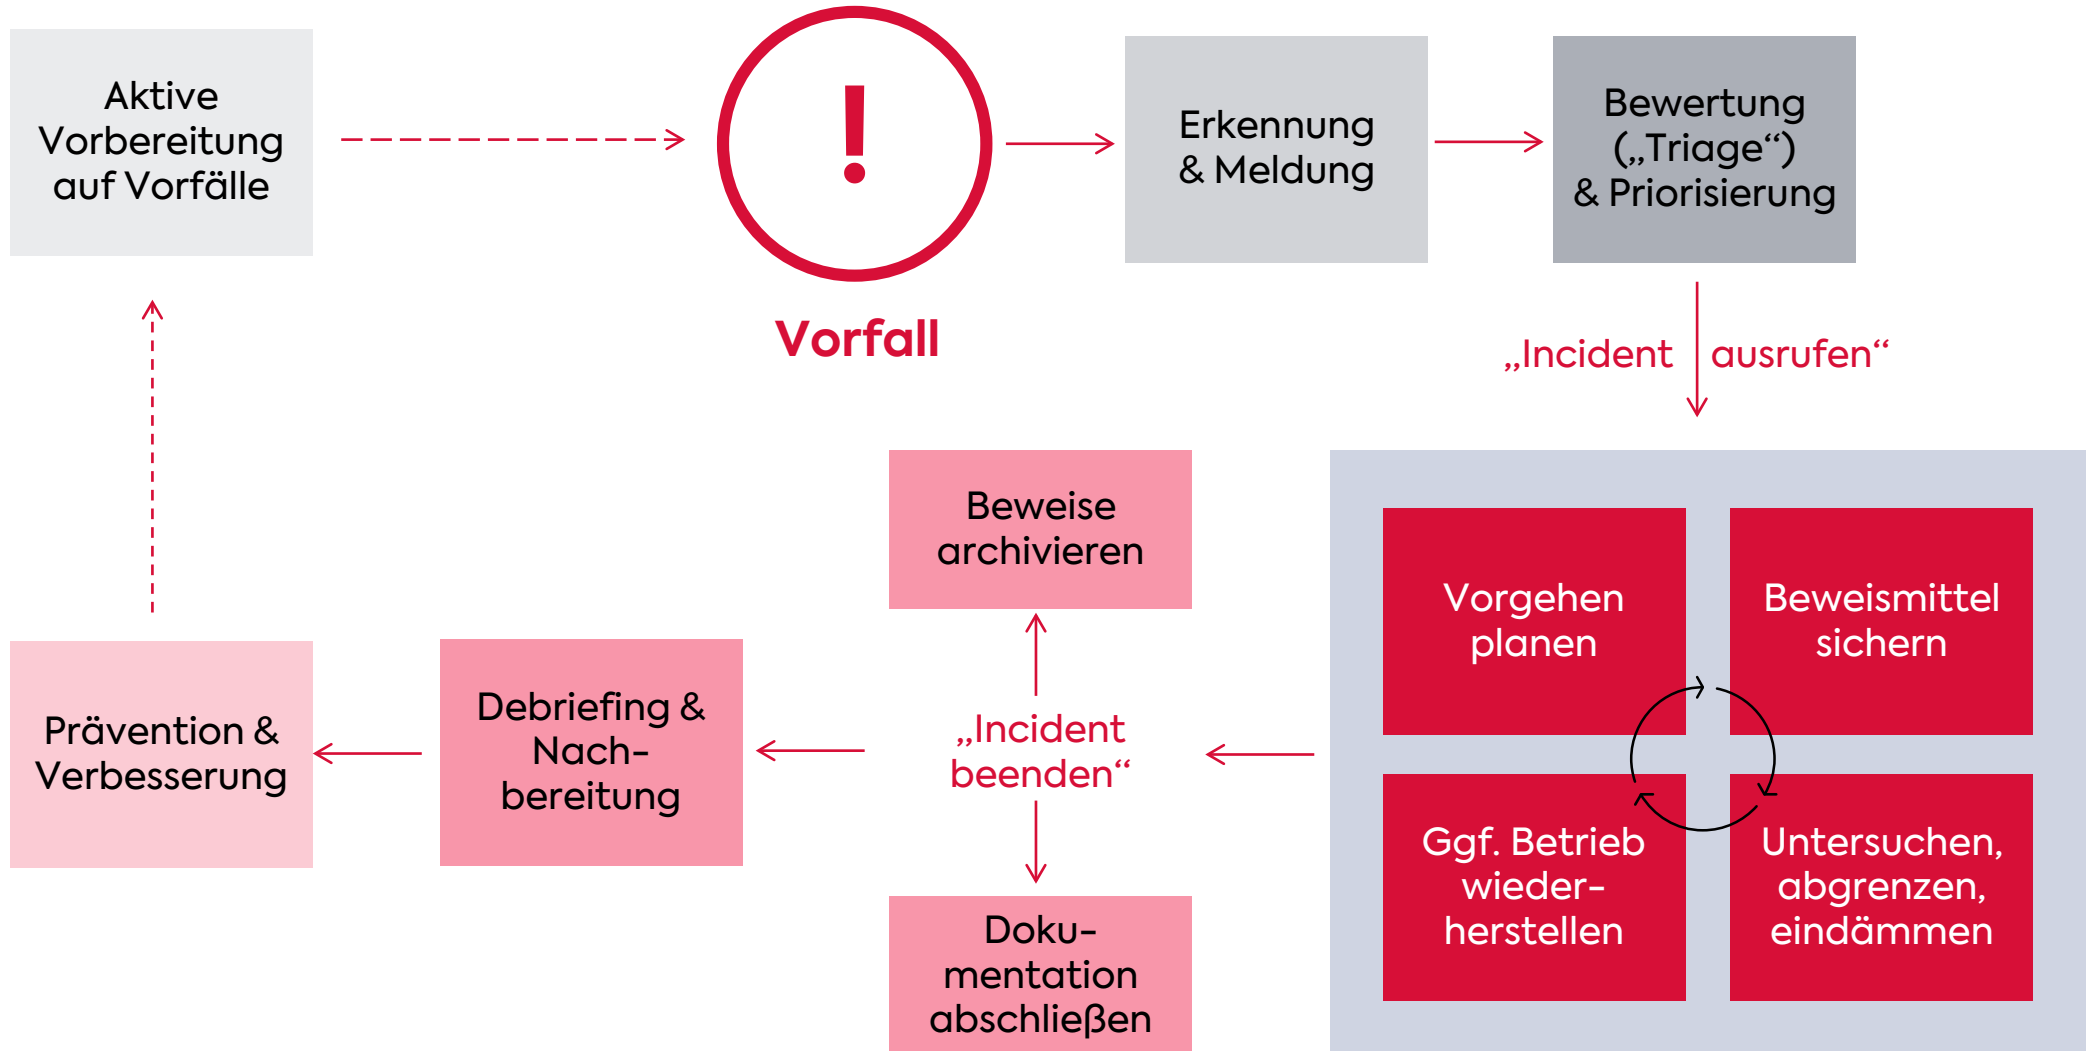 Aktive
Vorbereitung
auf Vorfälle
!
Vorfall
Erkennung
& Meldung
Bewertung
(„Triage“)
& Priorisierung
„Incident ausrufen“
Vorgehen
planen
Beweismittel
sichern
Untersuchen,
abgrenzen,
eindämmen
Ggf. Betrieb
wieder-
herstellen
„Incident
beenden“
Beweise
archivieren
Doku-
mentation
abschließen
Debriefing &
Nach-
bereitung
Prävention &
Verbesserung